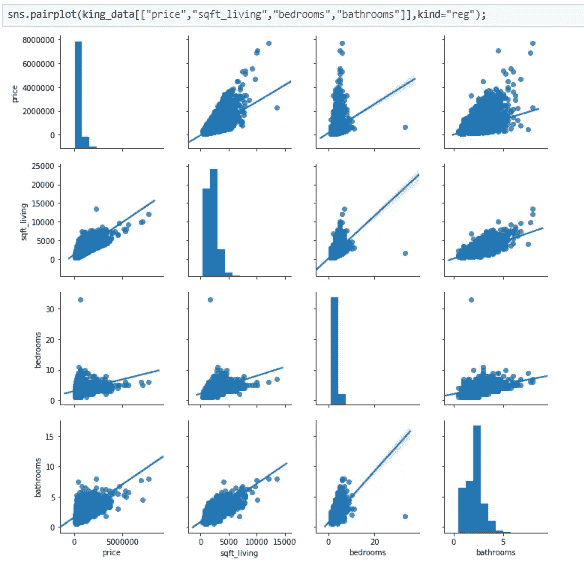 sns.pairplot(king_data[["price","sqft_living","bedrooms","bathrooms"]],kind="reg");
8000000
6000000
4000000
2000000
0
price
25000
20000
15000
10000
5000
0
sqft_living
30
20
10
0
bedrooms
15
10
5
0
bathrooms
0 5000000
price
0 5000 10000 15000
sqft_living
0 20
bedrooms
0 5
bathrooms